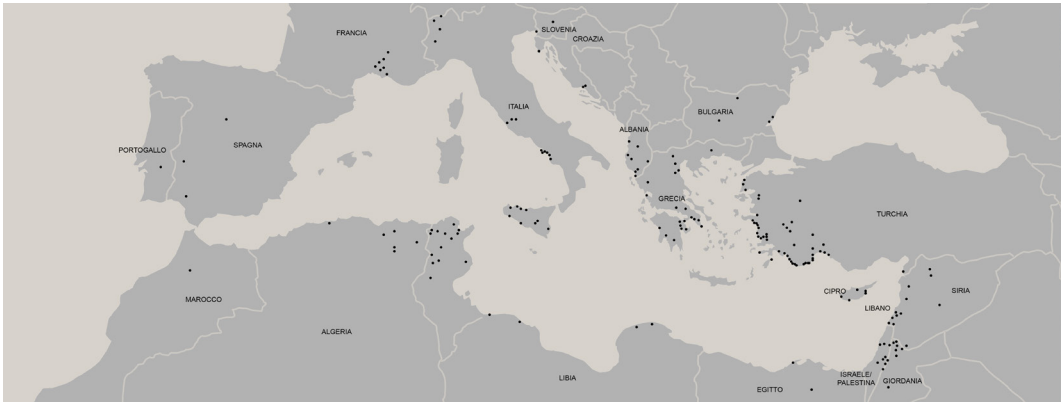 FRANCIA
SLOVENIA
CROAZIA
ITALIA
BULGARIA
ALBANIA
PORTOGALLO
SPAGNA
GRECIA
TURCHIA
CIPRO
SIRIA
LIBANO
MAROCCO
ALGERIA
LIBIA
EGITTO
ISRAELE/
PALESTINA
GIORDANIA